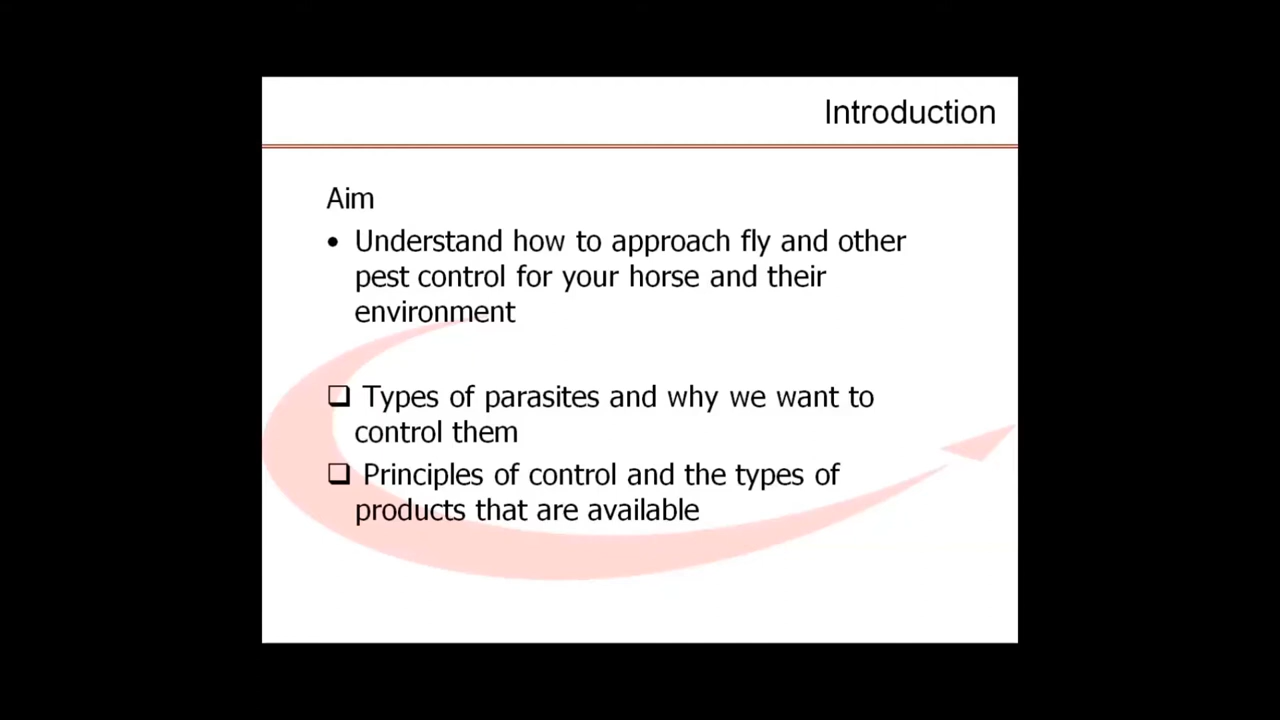 Introduction
Aim
• Understand how to approach fly and other
pest control for your horse and their
environment
❑ Types of parasites and why we want to
control them
❑ Principles of control and the types of
products that are available